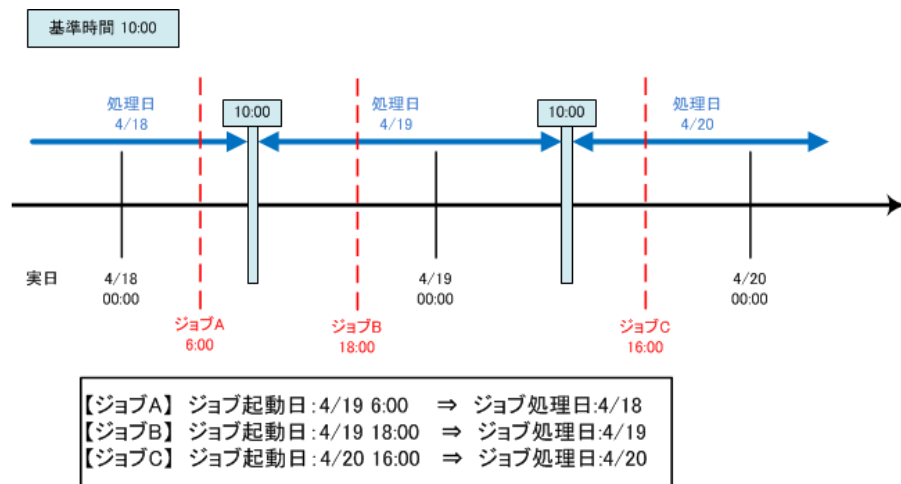 基準時間 10:00
処理日
4/18
10:00
処理日
4/19
10:00
処理日
4/20
実日
4/18
00:00
4/19
00:00
4/20
00:00
ジョブA
6:00
ジョブB
18:00
ジョブC
16:00
【ジョブA】 ジョブ起動日:4/19 6:00 ⇒ ジョブ処理日:4/18
【ジョブB】 ジョブ起動日:4/19 18:00 ⇒ ジョブ処理日:4/19
【ジョブC】 ジョブ起動日:4/20 16:00 ⇒ ジョブ処理日:4/20